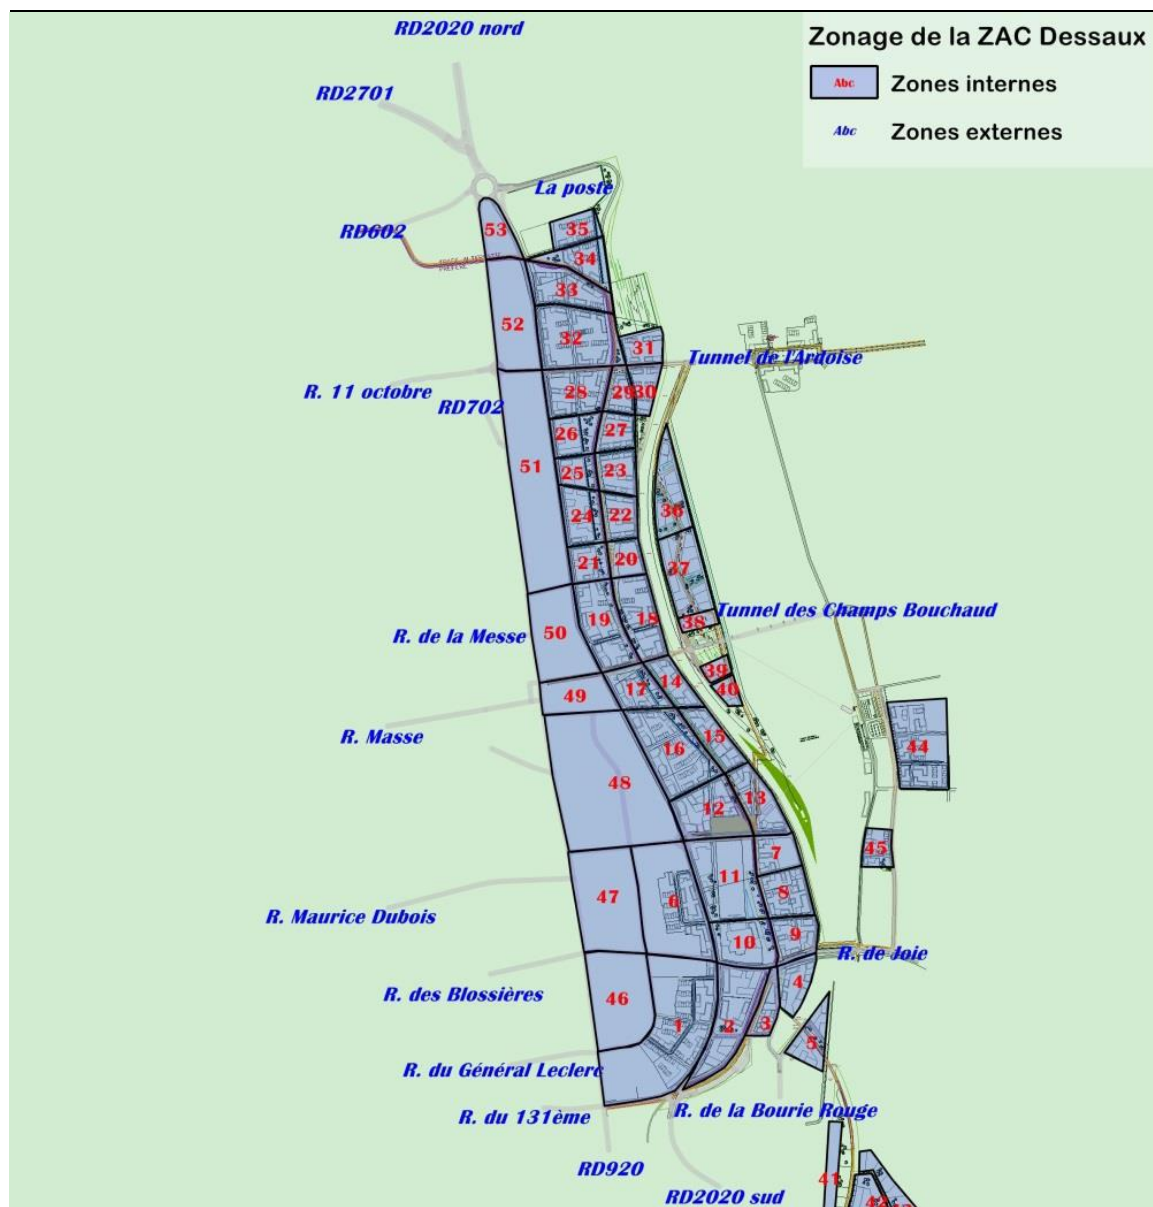 RD2020 nord
Zonage de la ZAC Dessaux
Abc Zones internes
Abc Zones externes
RD2701
La poste
53
35
RD602
34
33
52
32
31
Tunnel de l'Ardoise
R. 11 octobre
28
29
30
RD702
26
27
51
25
23
24
22
36
21
20
37
Tunnel des Champs Bouchaud
50
19
18
38
R. de la Messe
39
49
17
14
40
R. Masse
16
15
44
48
12
13
7
45
47
11
8
6
R. Maurice Dubois
10
9
R. de Joie
4
R. des Blossières
46
1
2
3
5
R. du Général Leclerc
R. du 131ème
R. de la Bourie Rouge
RD920
41
RD2020 sud